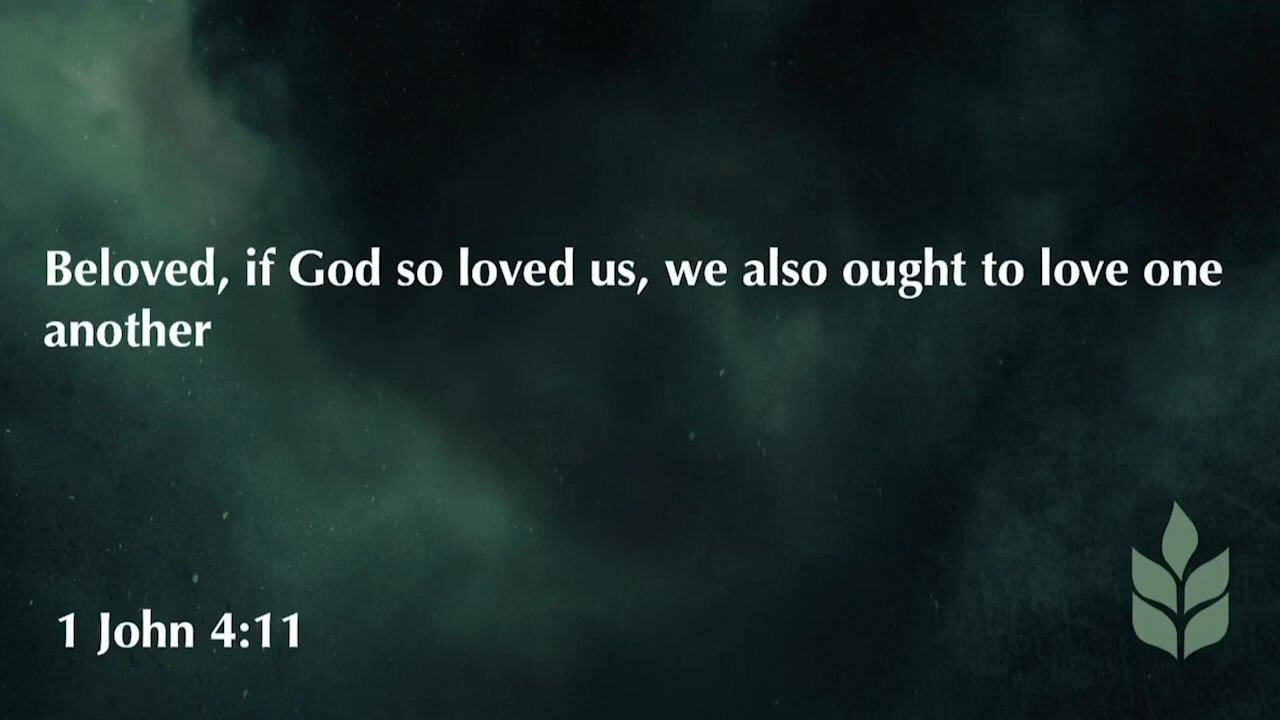 Beloved, if God so loved us, we also ought to love one
another
1 John 4:11